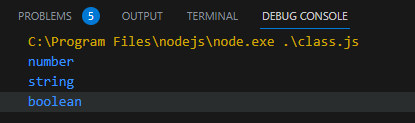 PROBLEMS 5 OUTPUT TERMINAL DEBUG CONSOLE
C:\Program Files\nodejs\node.exe .\class.js
number
string
boolean